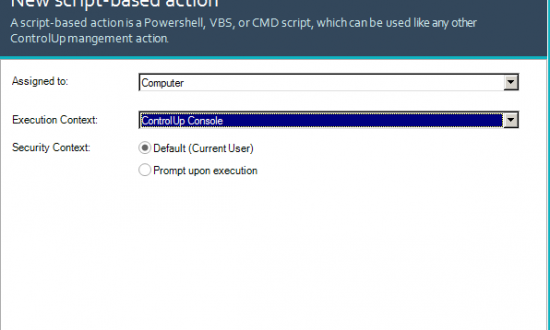 New script-based action
A script-based action is a Powershell, VBS, or CMD script, which can be used like any other
ControlUp mangement action.
Assigned to: Computer
Execution Context: ControlUp Console
Security Context: Default (Current User)
Prompt upon execution